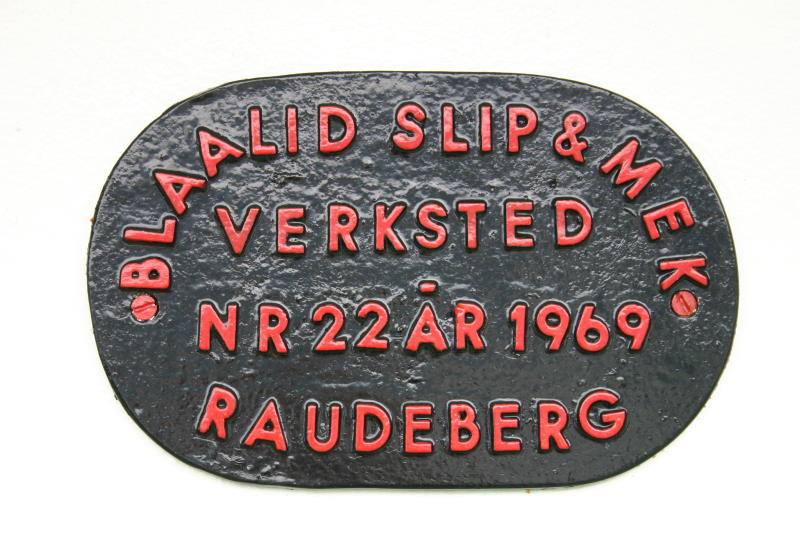 BLAALID SLIP & MEK
VERKSTED
NR 22 ÅR 1969
RAUDEBERG